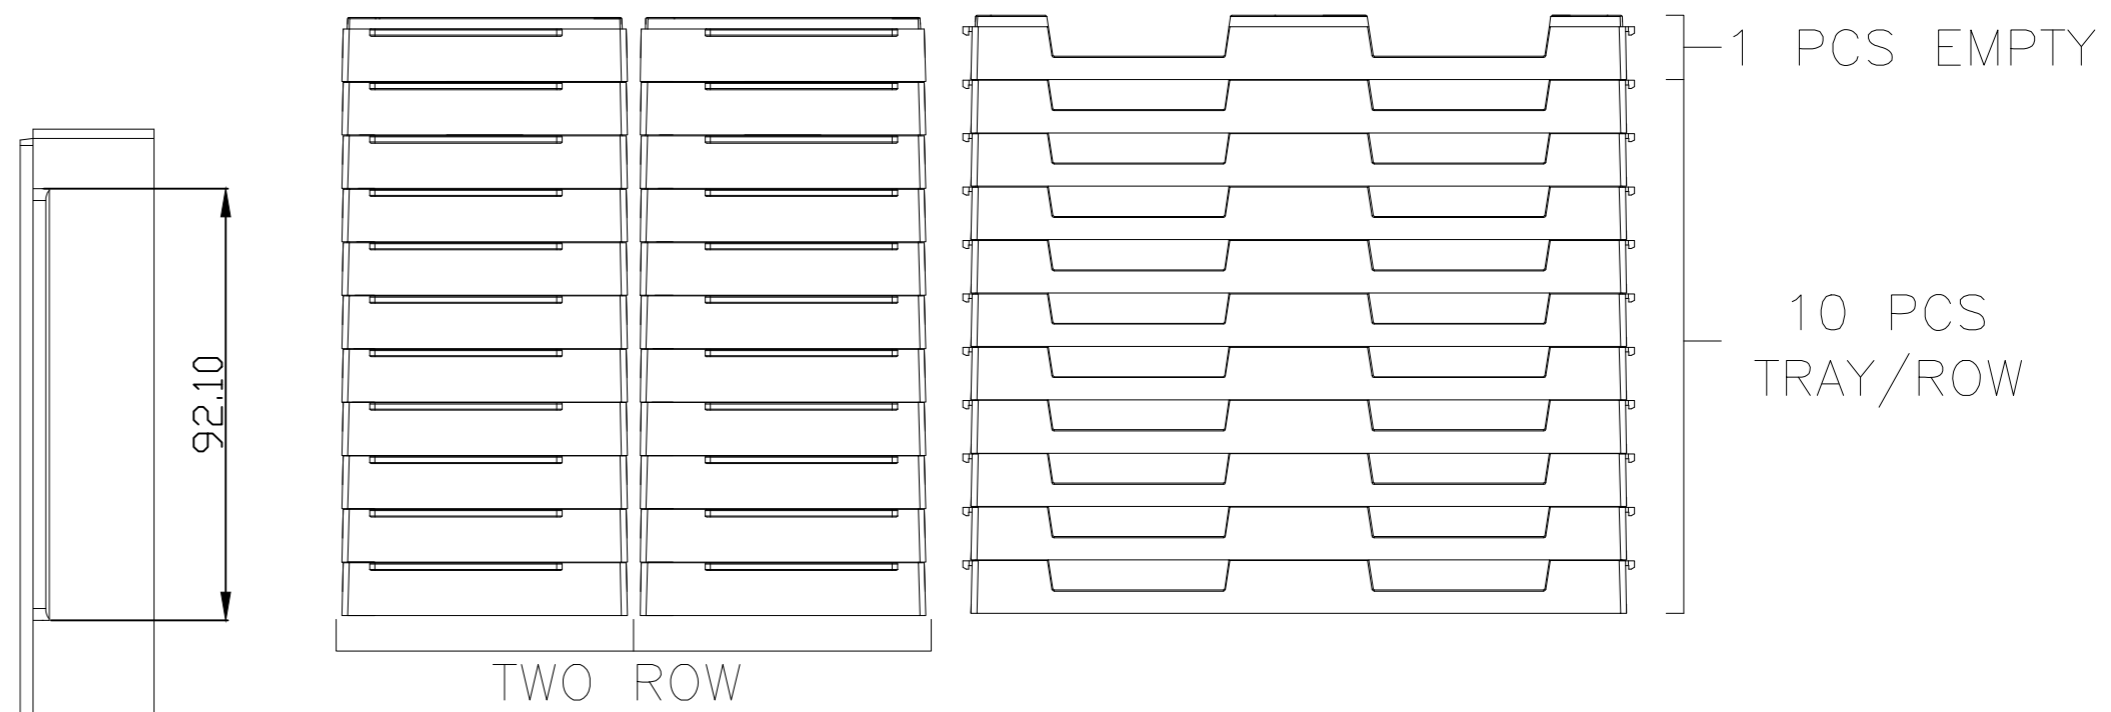 1 PCS EMPTY
92.10
10 PCS
TRAY/ROW
TWO ROW